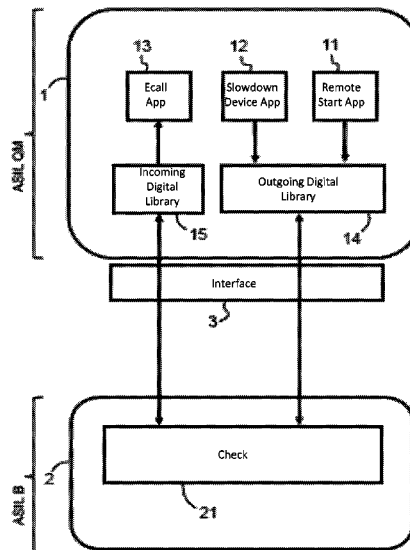 13
12
11
1
Ecall
App
Slowdown
Device App
Remote
Start App
ASIL QM
Incoming
Digital
Library
Outgoing Digital
Library
15
14
Interface
3
Check
2
21
ASIL B